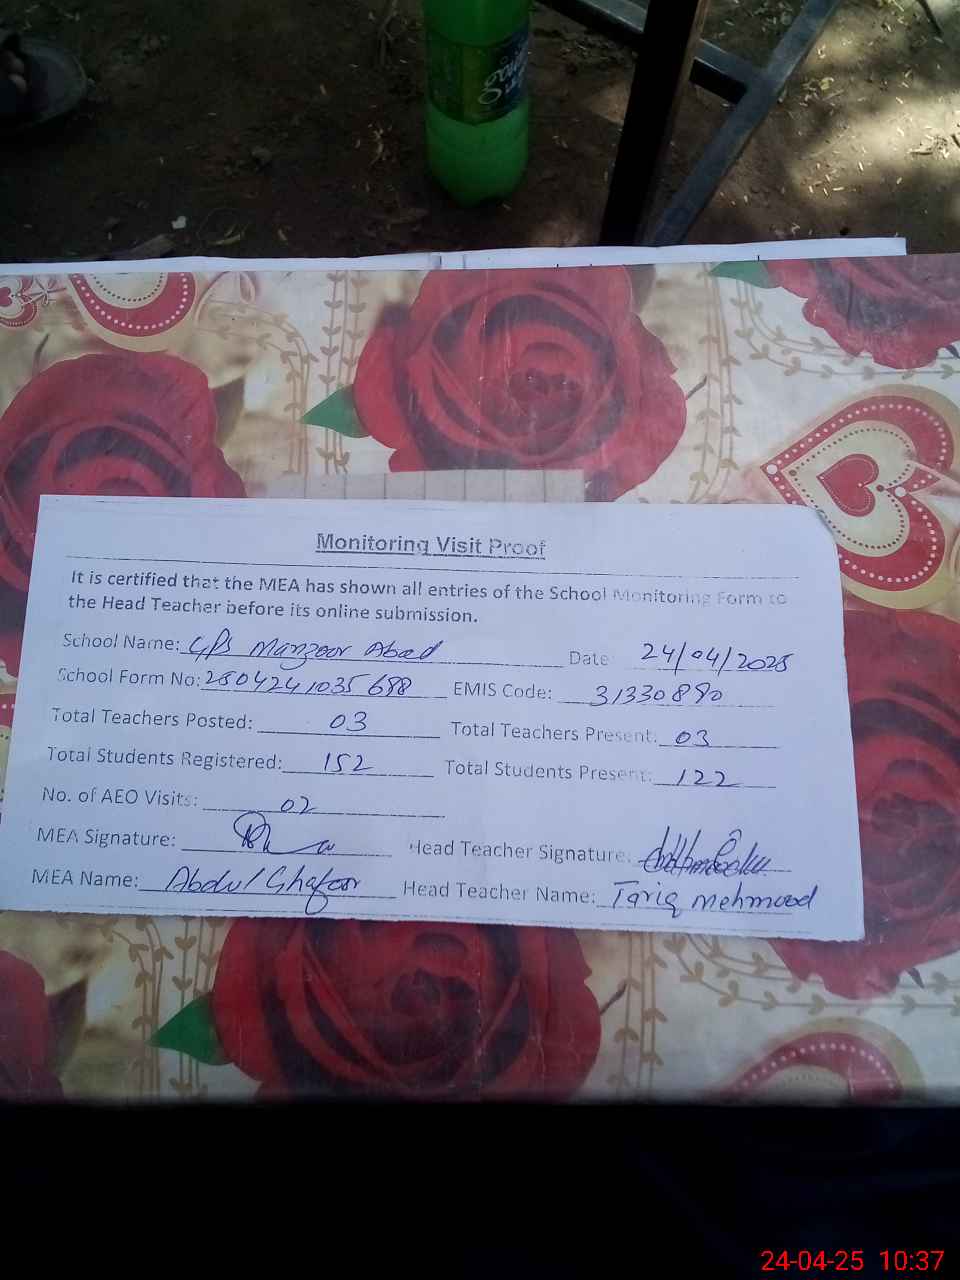 gourmet
Monitoring Visit Proof
It is certified that the MEA has shown all entries of the School Monitoring Form to
the Head Teacher before its online submission.
School Name: GPS Manzoor Abad Date 24/04/2025
School Form No: 2504241035688 EMIS Code: 31330890
Total Teachers Posted: 03 Total Teachers Present: 03
Total Students Registered: 152 Total Students Present: 122
No. of AEO Visits: 02
MEA Signature: Head Teacher Signature:
MEA Name: Abdul Ghafoor Head Teacher Name: Tariq Mehmood
24-04-25 10:37